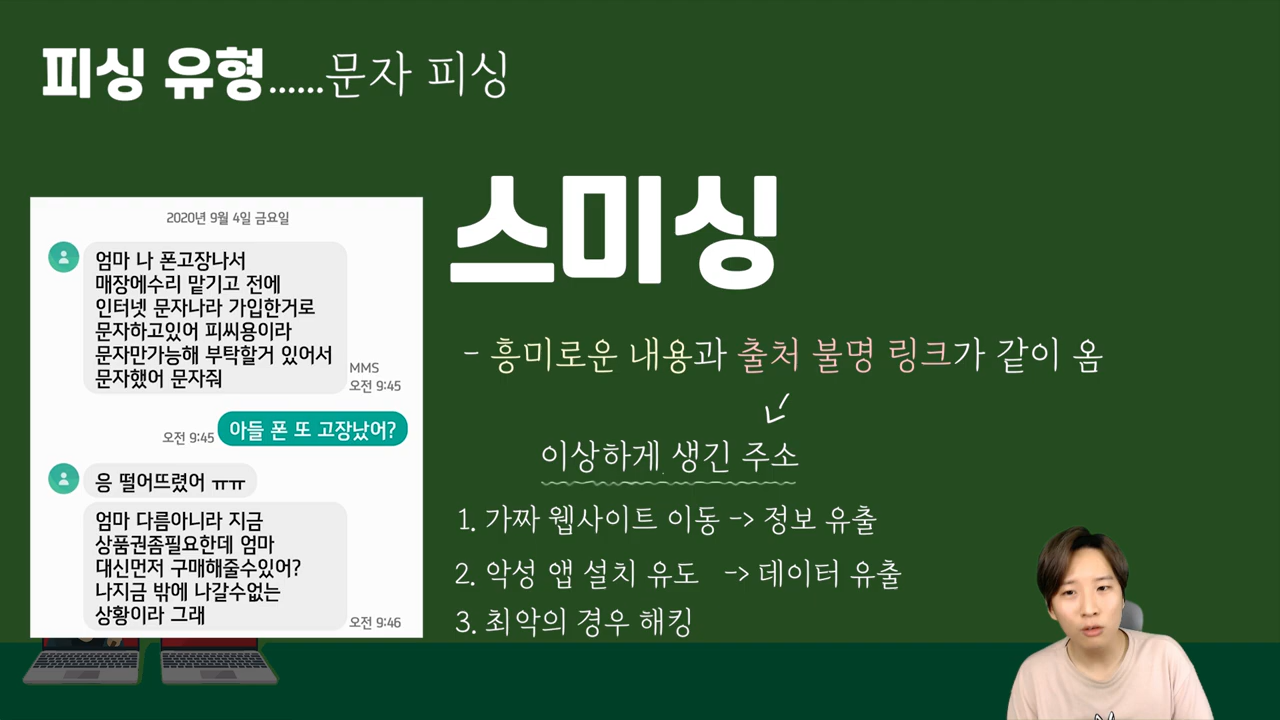 피싱 유형......문자 피싱
스미싱
2020년 9월 4일 금요일
엄마 나 폰고장나서
매장에수리 맡기고 전에
인터넷 문자나라 가입한거로
문자하고있어 피씨용이라
문자만가능해 부탁할거 있어서
문자했어 문자줘
MMS
오전 9:45
오전 9:45
아들 폰 또 고장났어?
응 떨어뜨렸어 ㅠㅠ
엄마 다름아니라 지금
상품권좀필요한데 엄마
대신먼저 구매해줄수있어?
나지금 밖에 나갈수없는
상황이라 그래
오전 9:46
- 흥미로운 내용과 출처 불명 링크가 같이 옴
이상하게 생긴 주소
1. 가짜 웹사이트 이동 -> 정보 유출
2. 악성 앱 설치 유도 -> 데이터 유출
3. 최악의 경우 해킹